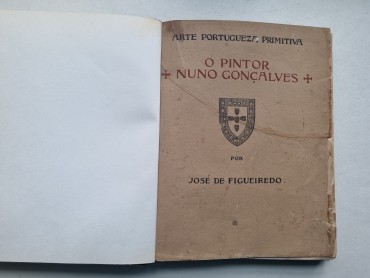 ARTE PORTUGUEZA PRIMITIVA
O PINTOR
NUNO GONÇALVES
POR
JOSÉ DE FIGUEIREDO